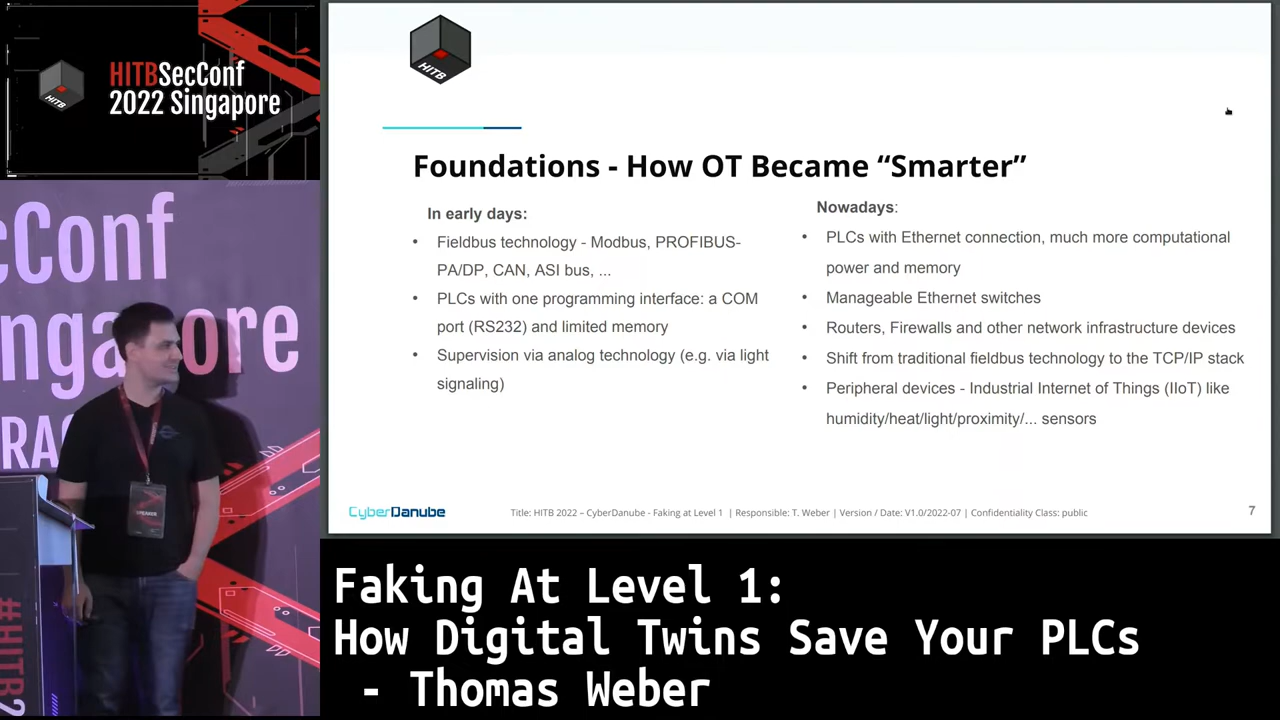 HITBSecConf
2022 Singapore
HITB
HITB
cConf
ngapore
RAC
SPEAKER
#HITB2
Foundations - How OT Became “Smarter”
In early days:
• Fieldbus technology - Modbus, PROFIBUS-
PA/DP, CAN, ASI bus, ...
• PLCs with one programming interface: a COM
port (RS232) and limited memory
• Supervision via analog technology (e.g. via light
signaling)
Nowadays:
• PLCs with Ethernet connection, much more computational
power and memory
• Manageable Ethernet switches
• Routers, Firewalls and other network infrastructure devices
• Shift from traditional fieldbus technology to the TCP/IP stack
• Peripheral devices - Industrial Internet of Things (IIoT) like
humidity/heat/light/proximity/... sensors
CyberDanube
Title: HITB 2022 – CyberDanube - Faking at Level 1 | Responsible: T. Weber | Version / Date: V1.0/2022-07 | Confidentiality Class: public
7
Faking At Level 1:
How Digital Twins Save Your PLCs
- Thomas Weber